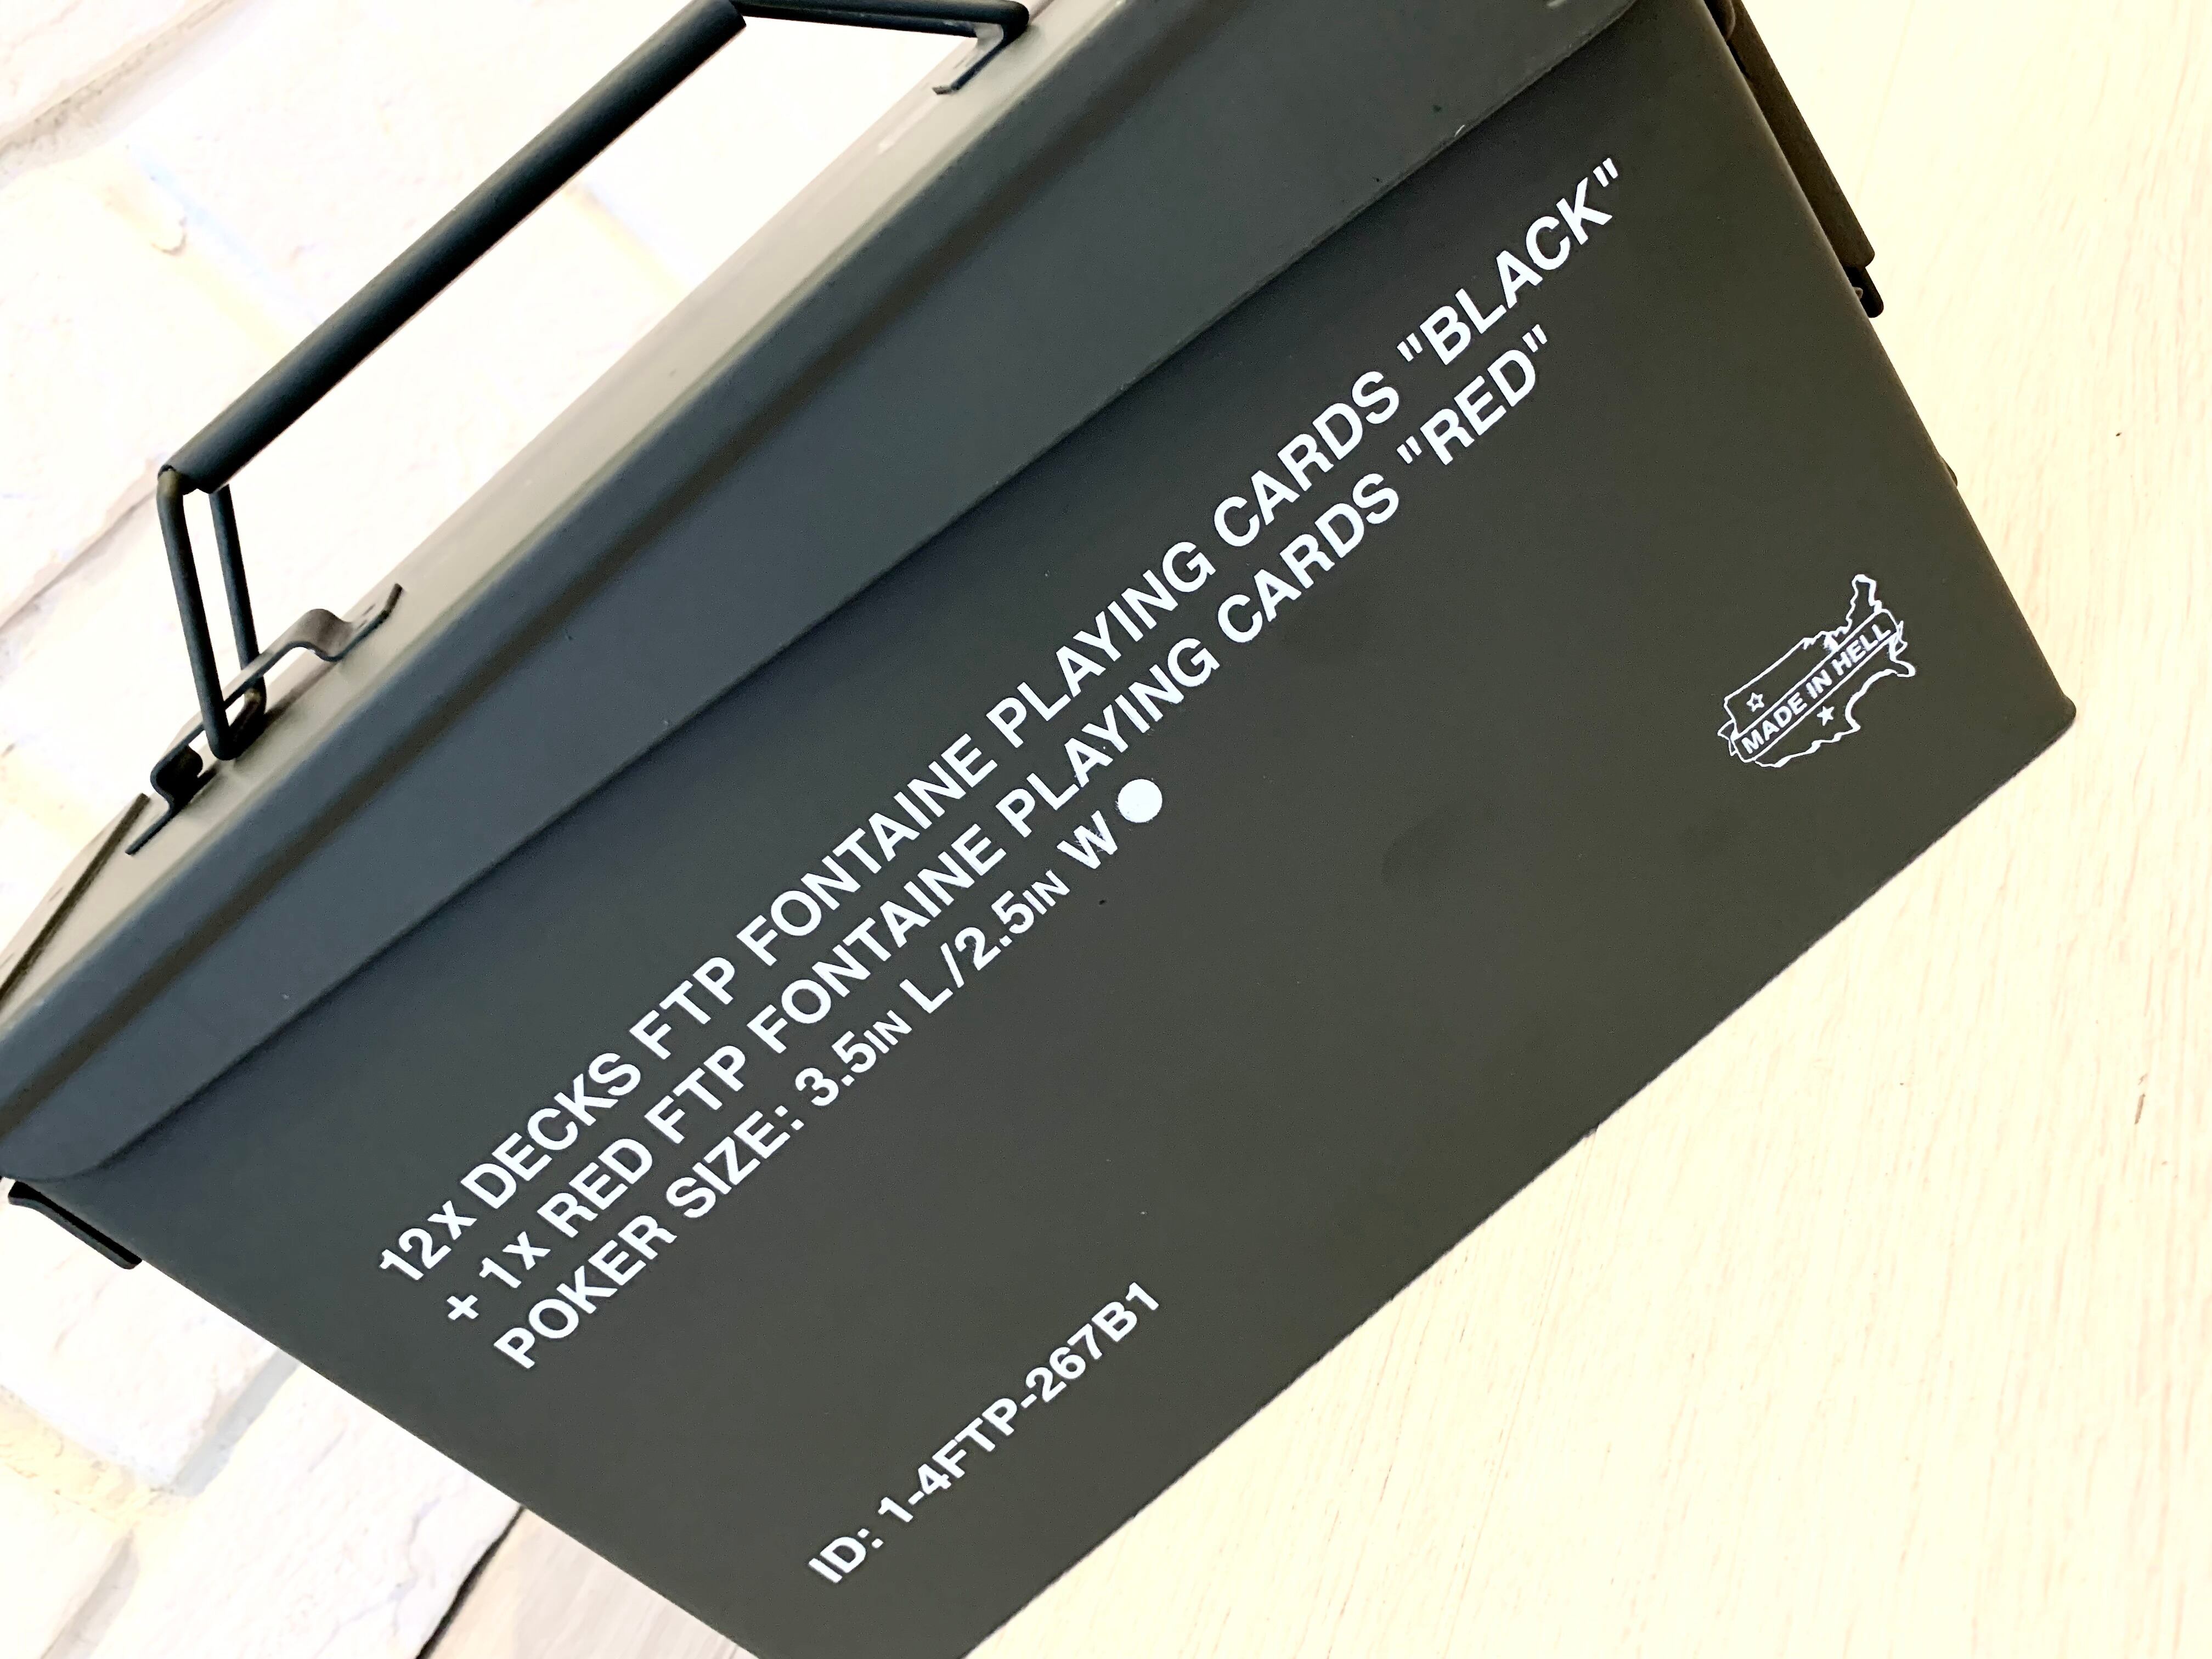 12x DECKS FTP FONTAINE PLAYING CARDS "BLACK"
+ 1x RED FTP FONTAINE PLAYING CARDS "RED"
POKER SIZE: 3.5IN L /2.5IN W
ID: 1-4FTP-267B1
MADE IN HELL